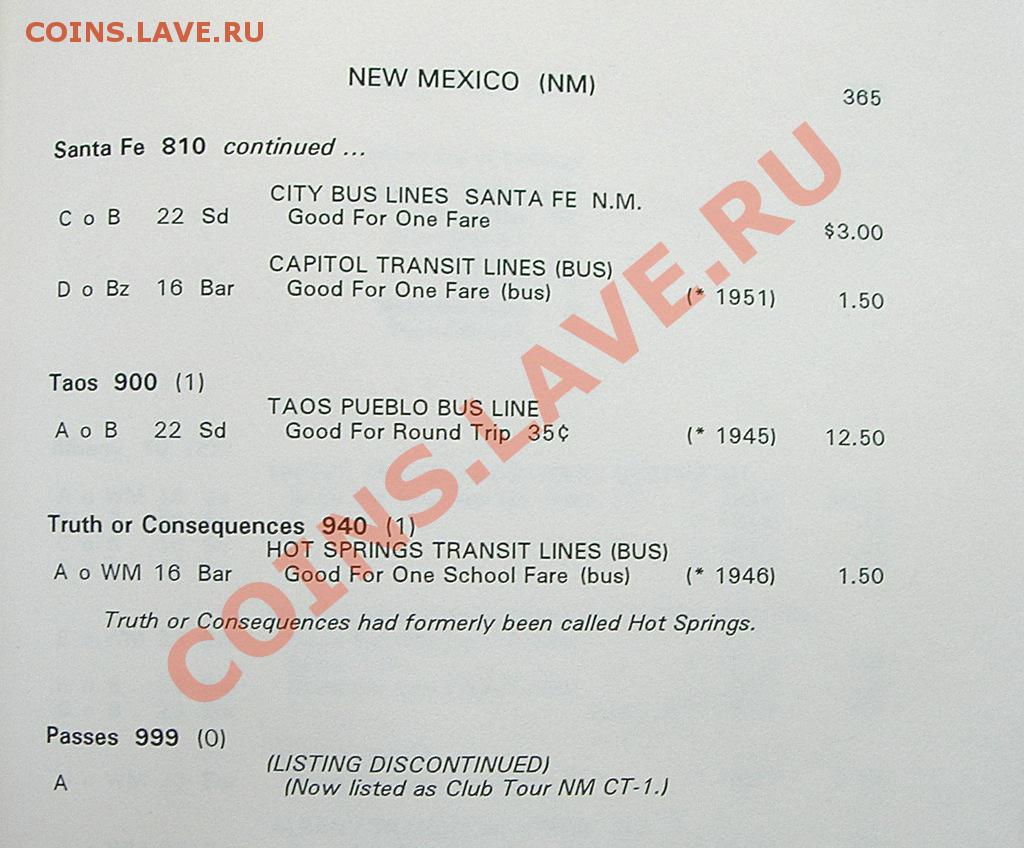 COINS.LAVE.RU
NEW MEXICO (NM)
365
Santa Fe 810 continued ...
CITY BUS LINES SANTA FE N.M.
C o B 22 Sd Good For One Fare $3.00
CAPITOL TRANSIT LINES (BUS)
D o Bz 16 Bar Good For One Fare (bus) (* 1951) 1.50
Taos 900 (1)
TAOS PUEBLO BUS LINE
A o B 22 Sd Good For Round Trip 35¢ (* 1945) 12.50
Truth or Consequences 940 (1)
HOT SPRINGS TRANSIT LINES (BUS)
A o WM 16 Bar Good For One School Fare (bus) (* 1946) 1.50
Truth or Consequences had formerly been called Hot Springs.
Passes 999 (0)
(LISTING DISCONTINUED)
A (Now listed as Club Tour NM CT-1.)
COINS.LAVE.RU